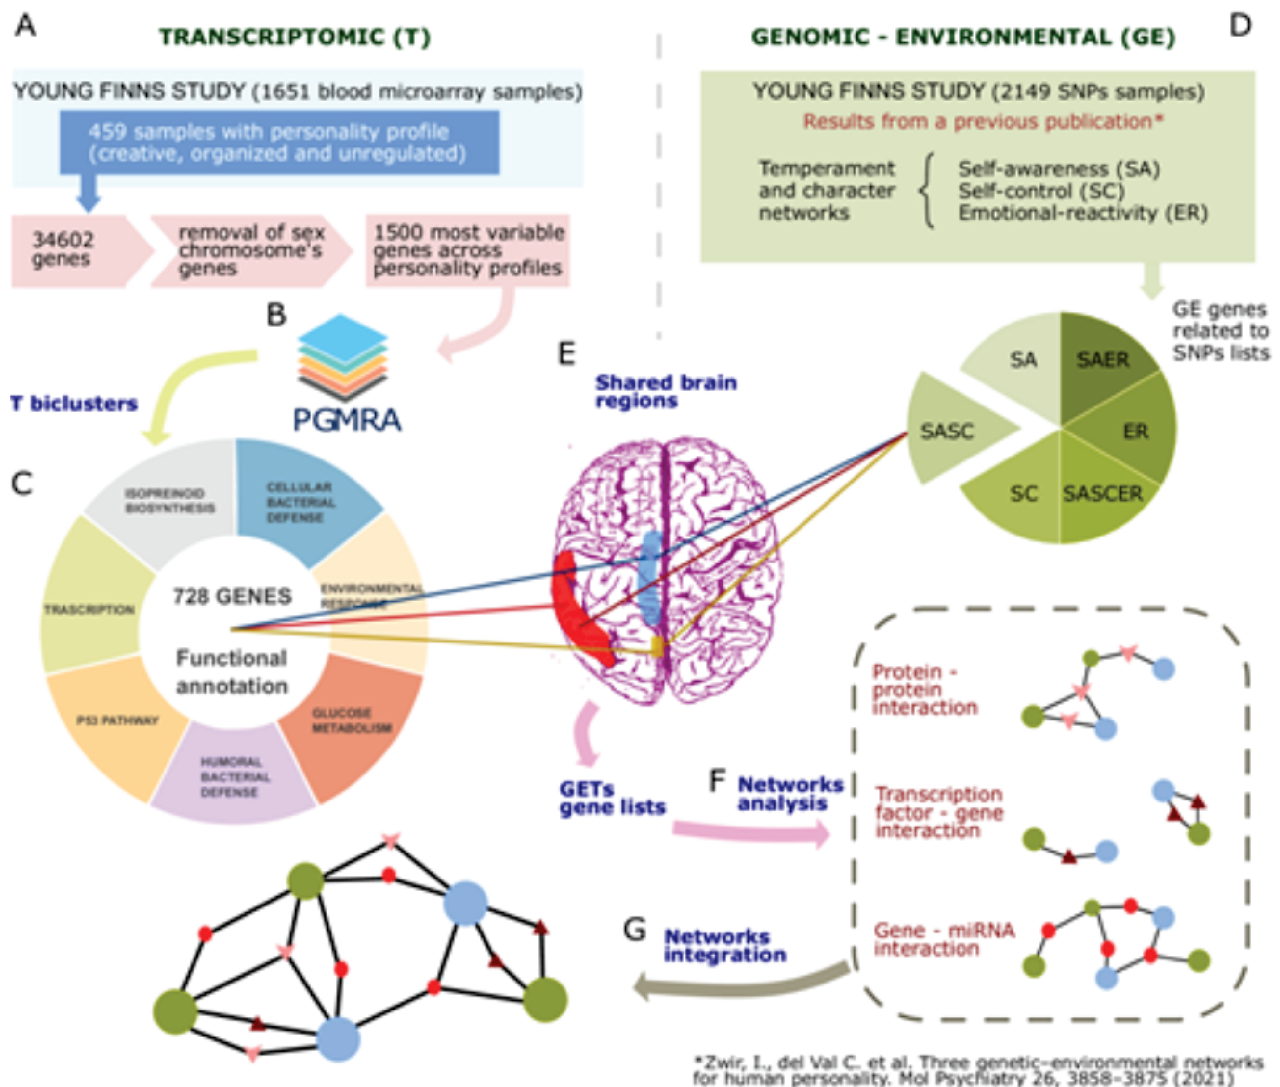 A
TRANSCRIPTOMIC (T)
YOUNG FINNS STUDY (1651 blood microarray samples)
459 samples with personality profile
(creative, organized and unregulated)
34602
genes
removal of sex
chromosome's
genes
1500 most variable
genes across
personality profiles
D
GENOMIC - ENVIRONMENTAL (GE)
YOUNG FINNS STUDY (2149 SNPs samples)
Results from a previous publication*
Temperament
and character
networks
Self-awareness (SA)
Self-control (SC)
Emotional-reactivity (ER)
GE genes
related to
SNPs lists
SA
SAER
SASC
ER
SC
SASCER
B
PGMRA
T biclusters
C
ISOPREINOID
BIOSYNTHESIS
CELLULAR
BACTERIAL
DEFENSE
ENVIRONMENTAL
RESPONSE
TRASCRIPTION
728 GENES
Functional
annotation
P53 PATHWAY
GLUCOSE
METABOLISM
HUMORAL
BACTERIAL
DEFENSE
E
Shared brain
regions
GETs
gene lists
F
Networks
analysis
Protein -
protein
interaction
Transcription
factor - gene
interaction
Gene - miRNA
interaction
G
Networks
integration
*Zwir, I., del Val C. et al. Three genetic–environmental networks
for human personality. Mol Psychiatry 26, 3858–3875 (2021)